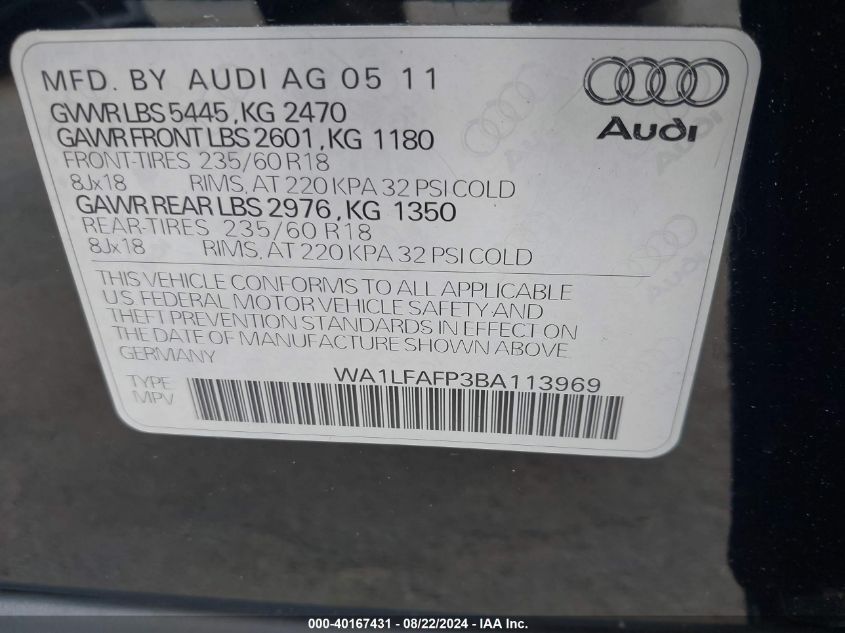 MFD. BY AUDI AG 05 11
GVWR LBS 5445, KG 2470
GAWR FRONT LBS 2601, KG 1180
FRONT-TIRES 235/60 R18
8Jx18 RIMS, AT 220 KPA 32 PSI COLD
GAWR REAR LBS 2976, KG 1350
REAR-TIRES 235/60 R18
8Jx18 RIMS, AT 220 KPA 32 PSI COLD
Audi
THIS VEHICLE CONFORMS TO ALL APPLICABLE
U.S. FEDERAL MOTOR VEHICLE SAFETY AND
THEFT PREVENTION STANDARDS IN EFFECT ON
THE DATE OF MANUFACTURE SHOWN ABOVE.
GERMANY
WA1LFAFP3BA113969
TYPE:
MPV
000-40167431 - 08/22/2024 - IAA Inc.